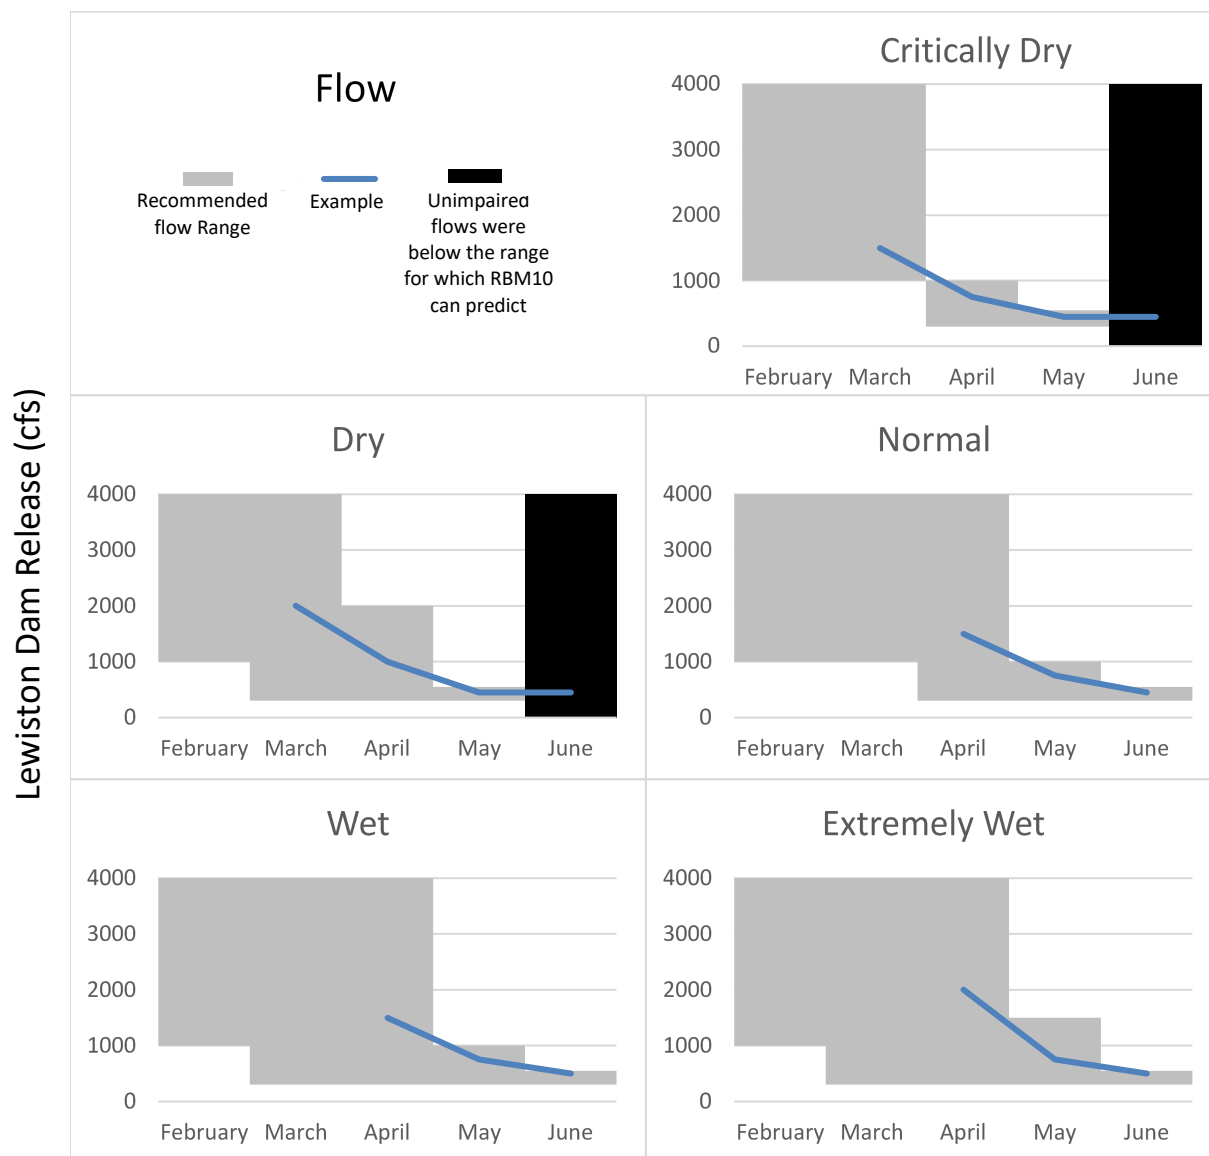 Lewiston Dam Release (cfs)
Flow
Recommended
flow Range
Example
Unimpaired
flows were
below the range
for which RBM10
can predict
Critically Dry
4000
3000
2000
1000
0
February March April May June
Dry
4000
3000
2000
1000
0
February March April May June
Normal
4000
3000
2000
1000
0
February March April May June
Wet
4000
3000
2000
1000
0
February March April May June
Extremely Wet
4000
3000
2000
1000
0
February March April May June